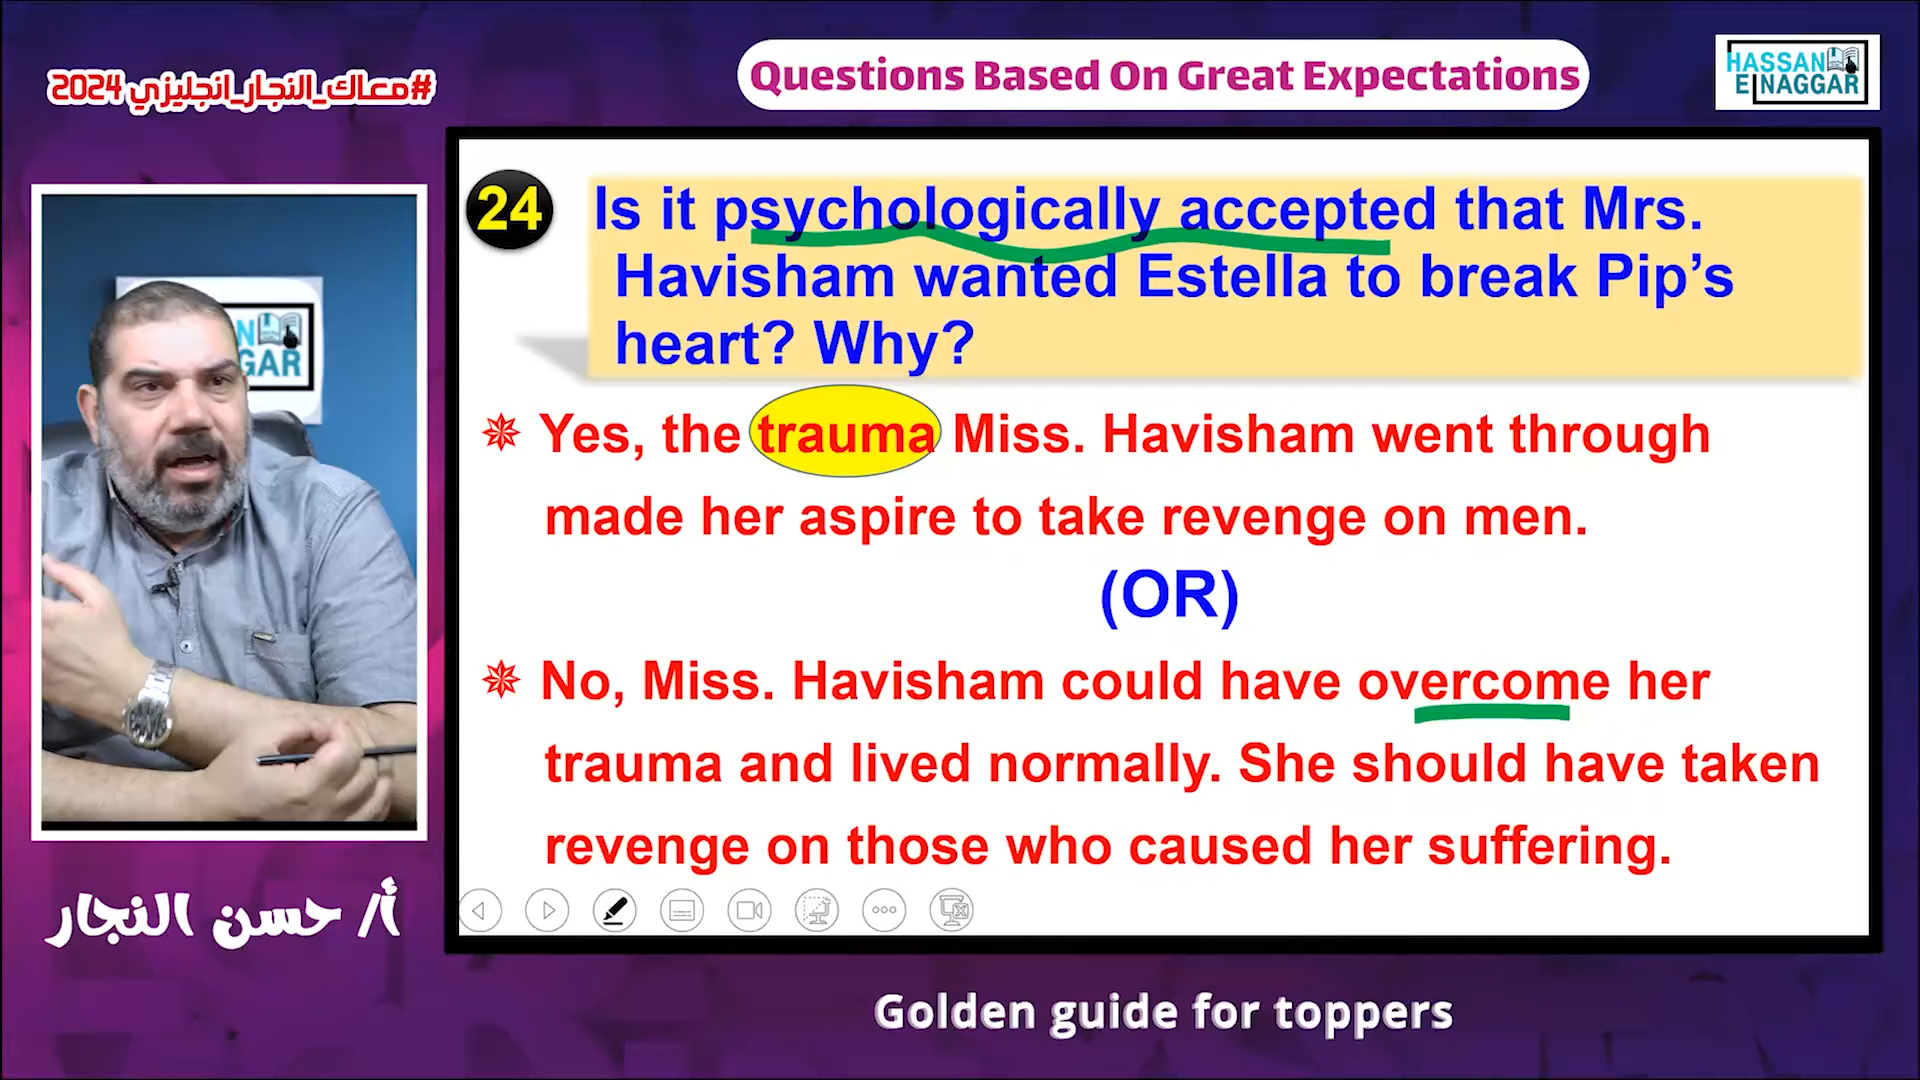 #معاك_النجار_انجليزي 2024
Questions Based On Great Expectations
HASSAN
ELNAGGAR
24
Is it psychologically accepted that Mrs.
Havisham wanted Estella to break Pip’s
heart? Why?
N
GAR
Yes, the trauma Miss. Havisham went through
made her aspire to take revenge on men.
(OR)
No, Miss. Havisham could have overcome her
trauma and lived normally. She should have taken
revenge on those who caused her suffering.
أ/ حسن النجار
Golden guide for toppers